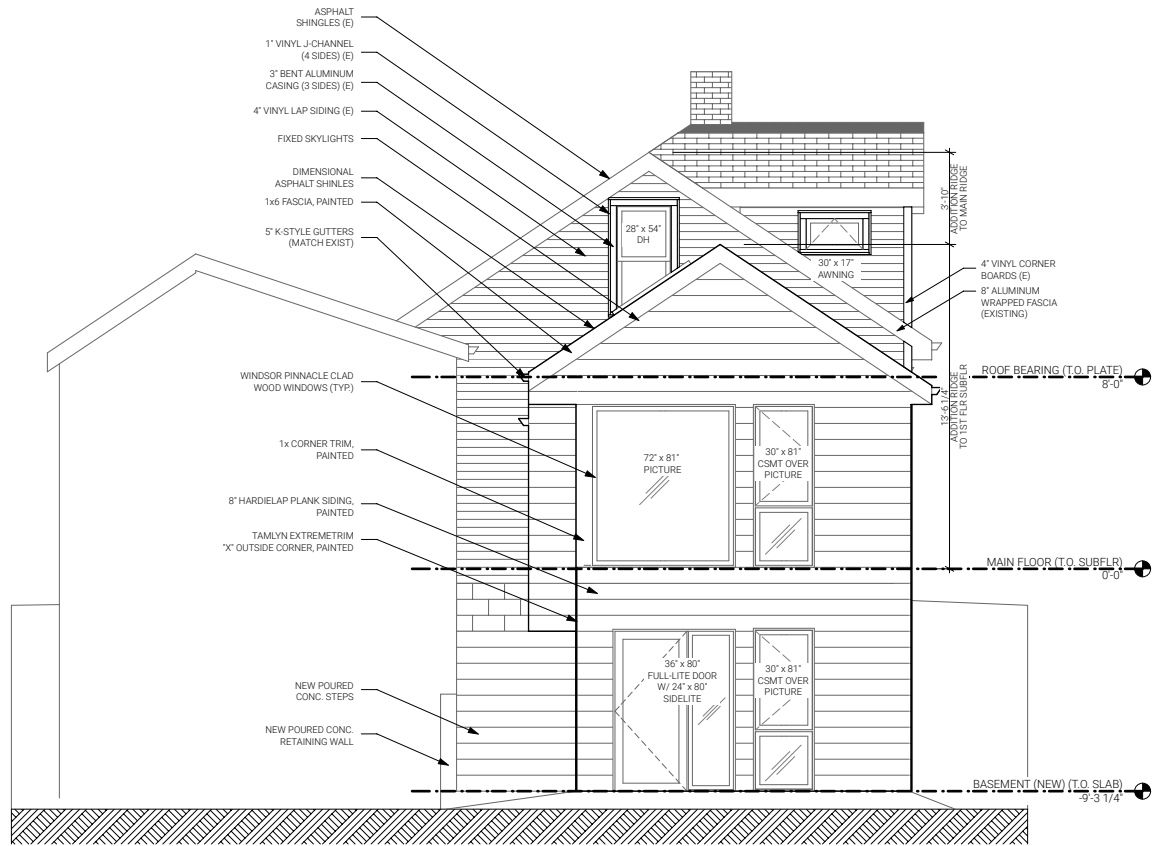 ASPHALT
SHINGLES (E)
1" VINYL J-CHANNEL
(4 SIDES) (E)
3" BENT ALUMINUM
CASING (3 SIDES) (E)
4" VINYL LAP SIDING (E)
FIXED SKYLIGHTS
DIMENSIONAL
ASPHALT SHINLES
1x6 FASCIA, PAINTED
5" K-STYLE GUTTERS
(MATCH EXIST)
WINDSOR PINNACLE CLAD
WOOD WINDOWS (TYP.)
1x CORNER TRIM,
PAINTED
8" HARDIELAP PLANK SIDING,
PAINTED
TAMLYN EXTREMETRIM
"X" OUTSIDE CORNER, PAINTED
NEW POURED
CONC. STEPS
NEW POURED CONC.
RETAINING WALL
28" x 54"
DH
30" x 17"
AWNING
72" x 81"
PICTURE
30" x 81"
CSMT OVER
PICTURE
36" x 80"
FULL-LITE DOOR
W/ 24" x 80"
SIDELITE
30" x 81"
CSMT OVER
PICTURE
3'-10"
ADDITION RIDGE
TO MAIN RIDGE
4" VINYL CORNER
BOARDS (E)
8" ALUMINUM
WRAPPED FASCIA
(EXISTING)
13'-6 1/4"
ADDITION RIDGE
TO 1ST FLR SUBFLR
ROOF BEARING (T.O. PLATE)
8'-0"
MAIN FLOOR (T.O. SUBFLR)
0'-0"
BASEMENT (NEW) (T.O. SLAB)
-9'-3 1/4"